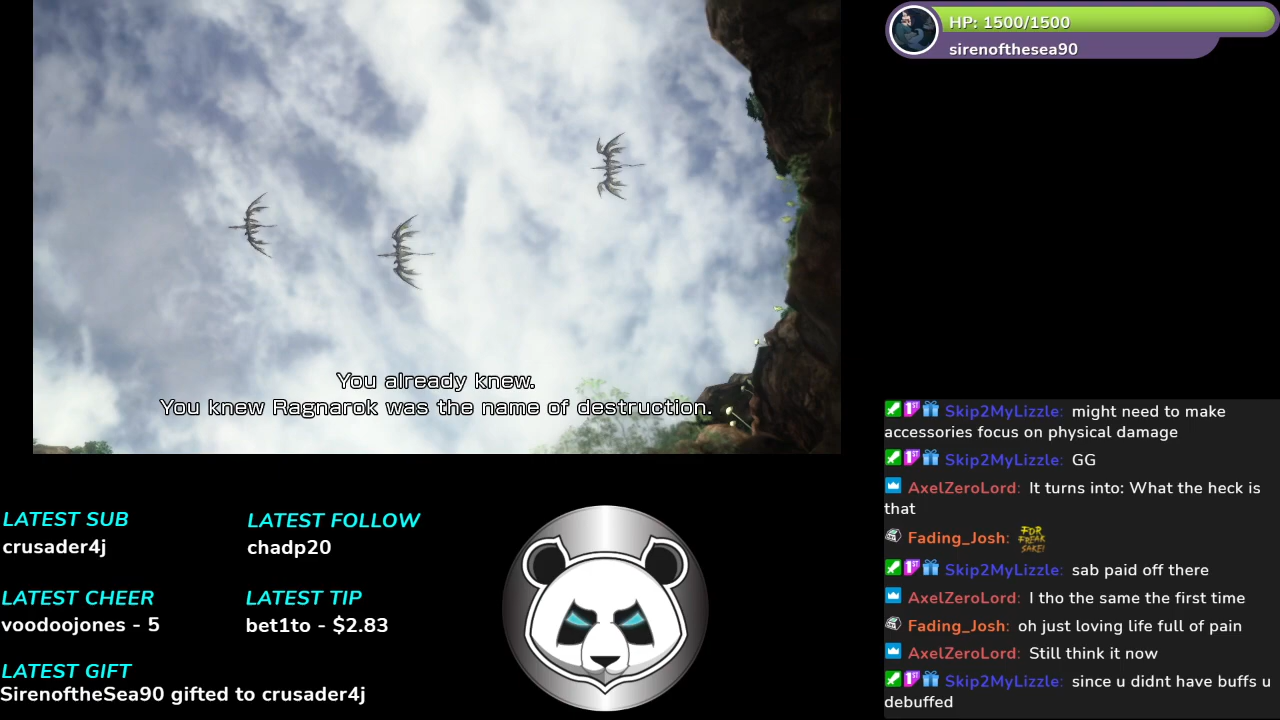 HP: 1500/1500
sirenofthesea90
You already knew.
You knew Ragnarok was the name of destruction.
Skip2MyLizzle: might need to make
accessories focus on physical damage
Skip2MyLizzle: GG
AxelZeroLord: It turns into: What the heck is
that
Fading_Josh: FOR FREAK SAKE!
Skip2MyLizzle: sab paid off there
AxelZeroLord: I tho the same the first time
Fading_Josh: oh just loving life full of pain
AxelZeroLord: Still think it now
Skip2MyLizzle: since u didnt have buffs u
debuffed
LATEST SUB
crusader4j
LATEST FOLLOW
chadp20
LATEST CHEER
voodoojones - 5
LATEST TIP
bet1to - $2.83
LATEST GIFT
SirenoftheSea90 gifted to crusader4j